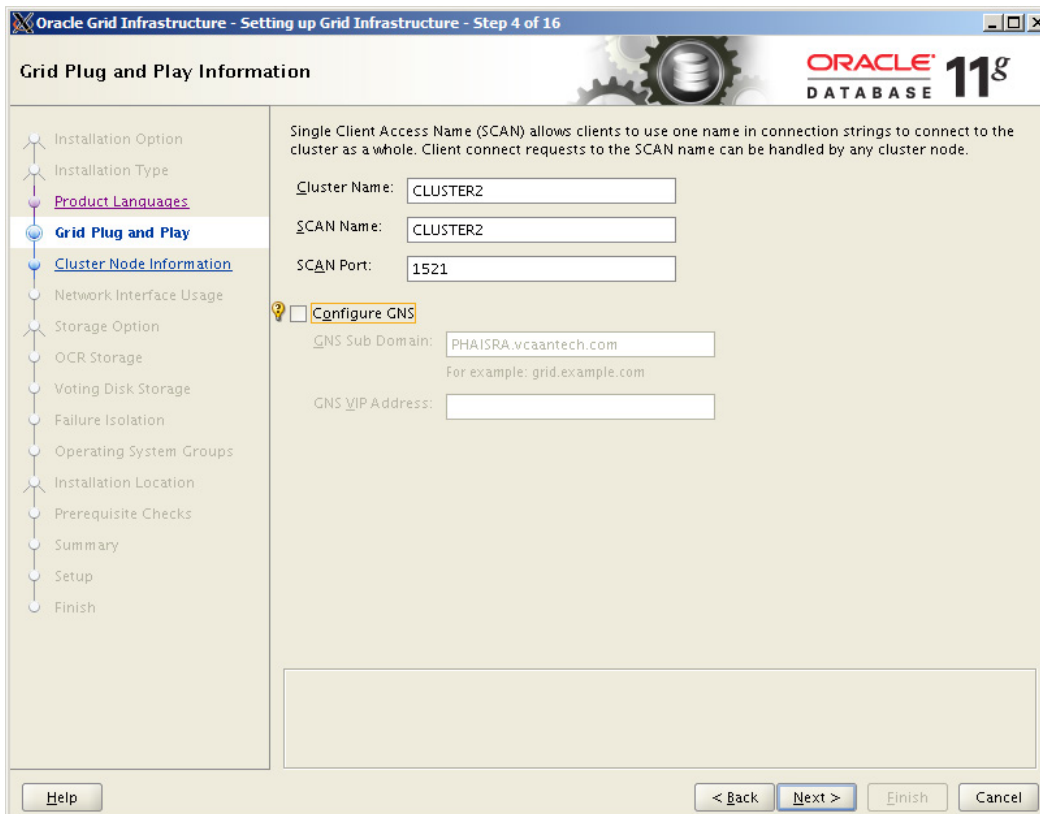 Oracle Grid Infrastructure - Setting up Grid Infrastructure - Step 4 of 16
Grid Plug and Play Information
ORACLE
DATABASE
11g
Installation Option
Installation Type
Product Languages
Grid Plug and Play
Cluster Node Information
Network Interface Usage
Storage Option
OCR Storage
Voting Disk Storage
Failure Isolation
Operating System Groups
Installation Location
Prerequisite Checks
Summary
Setup
Finish
Single Client Access Name (SCAN) allows clients to use one name in connection strings to connect to the
cluster as a whole. Client connect requests to the SCAN name can be handled by any cluster node.
Cluster Name: CLUSTER2
SCAN Name: CLUSTER2
SCAN Port: 1521
Configure GNS
GNS Sub Domain: PHAISRA.vcaantech.com
For example: grid.example.com
GNS VIP Address:
Help
< Back
Next >
Finish
Cancel